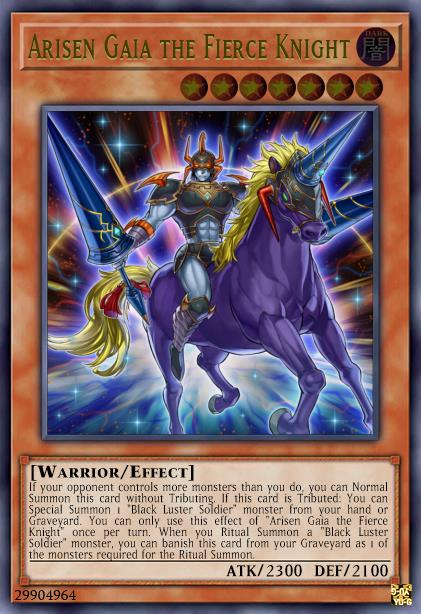 Arisen Gaia the Fierce Knight
DARK
闇
[Warrior/Effect]
If your opponent controls more monsters than you do, you can Normal
Summon this card without Tributing. If this card is Tributed: You can
Special Summon 1 "Black Luster Soldier" monster from your hand or
Graveyard. You can only use this effect of "Arisen Gaia the Fierce
Knight" once per turn. When you Ritual Summon a "Black Luster
Soldier" monster, you can banish this card from your Graveyard as 1 of
the monsters required for the Ritual Summon.
ATK/2300 DEF/2100
29904964